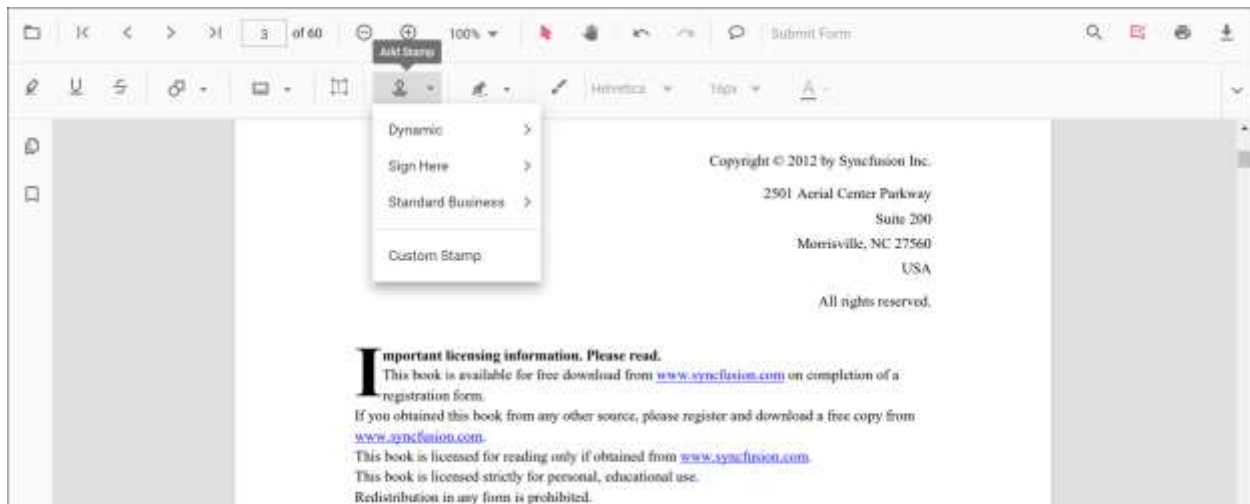 3 of 60 100% Submit Form
Add Stamp
Helvetica 16px A
Dynamic
Sign Here
Standard Business
Custom Stamp
Copyright © 2012 by Syncfusion Inc.
2501 Aerial Center Parkway
Suite 200
Morrisville, NC 27560
USA
All rights reserved.
Important licensing information. Please read.
This book is available for free download from www.syncfusion.com on completion of a
registration form.
If you obtained this book from any other source, please register and download a free copy from
www.syncfusion.com.
This book is licensed for reading only if obtained from www.syncfusion.com.
This book is licensed strictly for personal, educational use.
Redistribution in any form is prohibited.